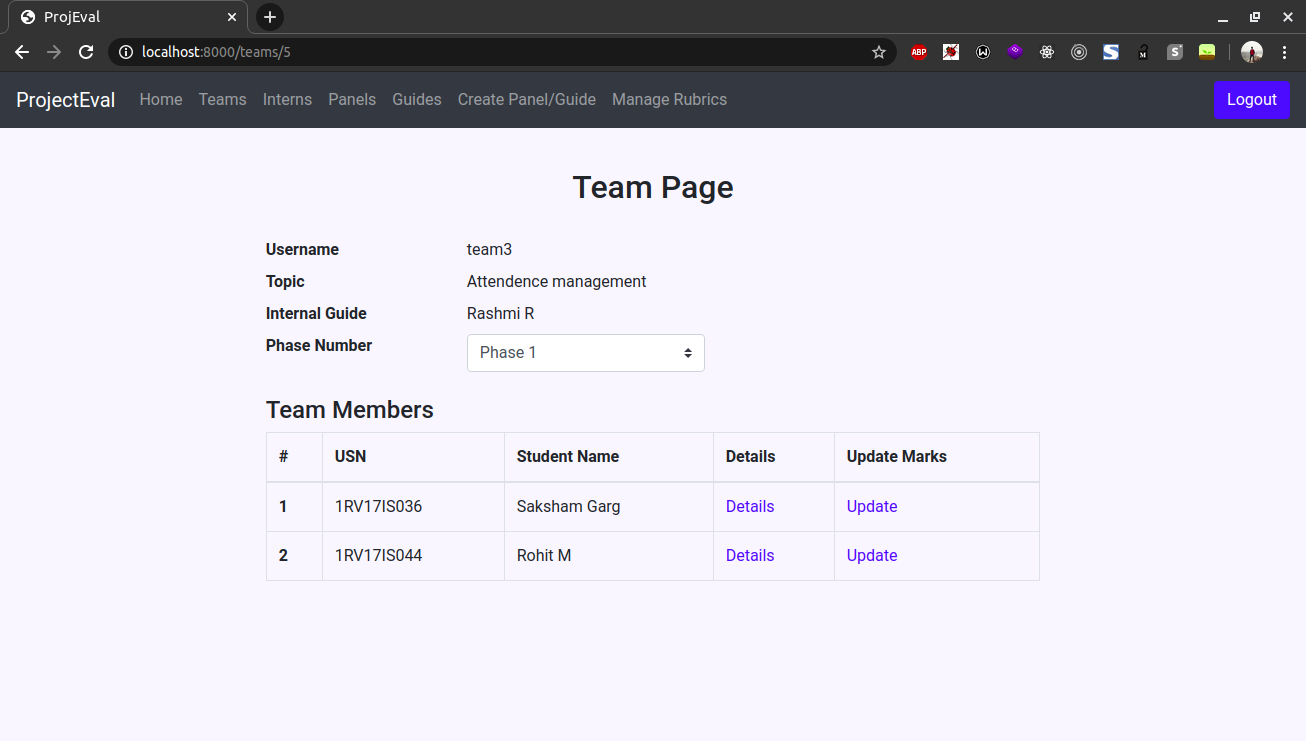 ProjEval
localhost:8000/teams/5
ABP
M
S
ProjectEval Home Teams Interns Panels Guides Create Panel/Guide Manage Rubrics Logout
Team Page
Username team3
Topic Attendence management
Internal Guide Rashmi R
Phase Number Phase 1
Team Members
# USN Student Name Details Update Marks
1 1RV17IS036 Saksham Garg Details Update
2 1RV17IS044 Rohit M Details Update